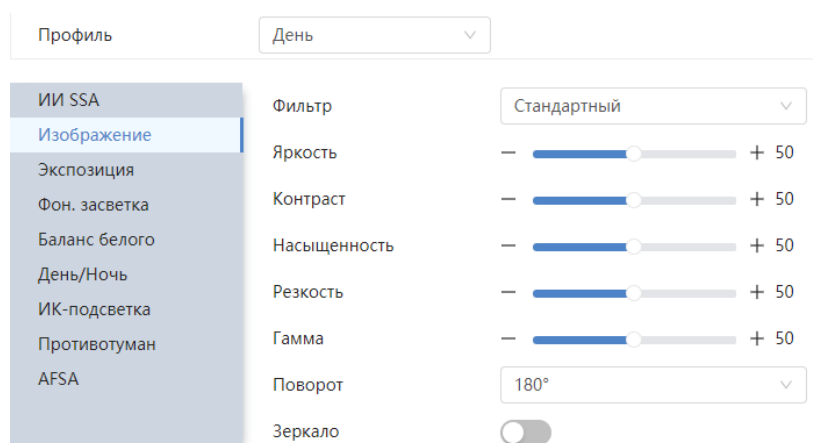 Профиль День
ИИ SSA
Изображение
Экспозиция
Фон. засветка
Баланс белого
День/Ночь
ИК-подсветка
Противотуман
AFSA
Фильтр Стандартный
Яркость − + 50
Контраст − + 50
Насыщенность − + 50
Резкость − + 50
Гамма − + 50
Поворот 180°
Зеркало